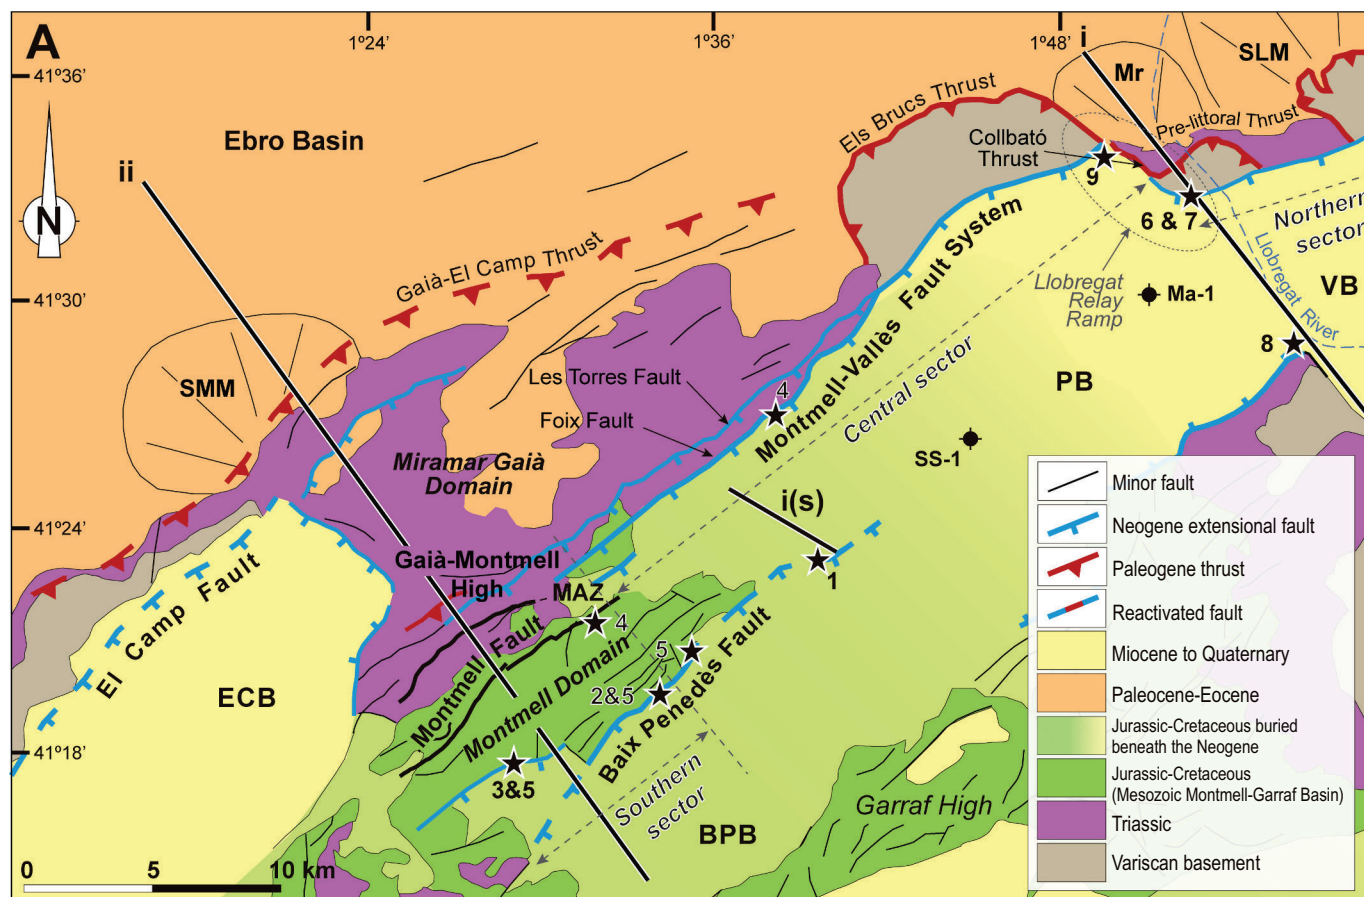 A
1º24’
1º36’
1º48’
i
41º36’
Mr
SLM
Els Brucs Thrust
Pre-littoral Thrust
Ebro Basin
Collbató
Thrust
ii
9
N
6 & 7
Northern
sector
Gaià-El Camp Thrust
Llobregat River
Llobregat
Relay
Ramp
41º30’
Ma-1
VB
Montmell-Vallès Fault System
8
SMM
Les Torres Fault
PB
4
Central sector
Foix Fault
SS-1
Miramar Gaià
Domain
i(s)
41º24’
Gaià-Montmell
High
1
MAZ
4
El Camp Fault
Montmell Fault
5
Montmell Domain
2&5
ECB
Baix Penedès Fault
41º18’
3&5
Southern
sector
BPB
Garraf High
0
5
10 km
Minor fault
Neogene extensional fault
Paleogene thrust
Reactivated fault
Miocene to Quaternary
Paleocene-Eocene
Jurassic-Cretaceous buried
beneath the Neogene
Jurassic-Cretaceous
(Mesozoic Montmell-Garraf Basin)
Triassic
Variscan basement